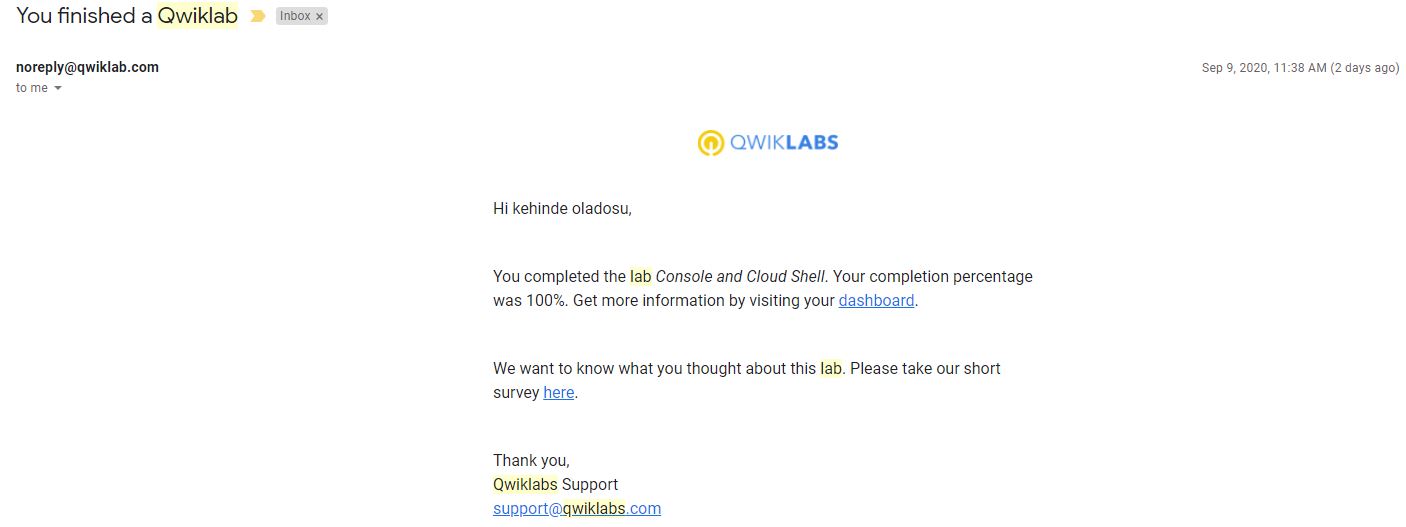 You finished a Qwiklab
Inbox x
noreply@qwiklab.com
Sep 9, 2020, 11:38 AM (2 days ago)
to me
QWIKLABS
Hi kehinde oladosu,
You completed the lab Console and Cloud Shell. Your completion percentage
was 100%. Get more information by visiting your dashboard.
We want to know what you thought about this lab. Please take our short
survey here.
Thank you,
Qwiklabs Support
support@qwiklabs.com